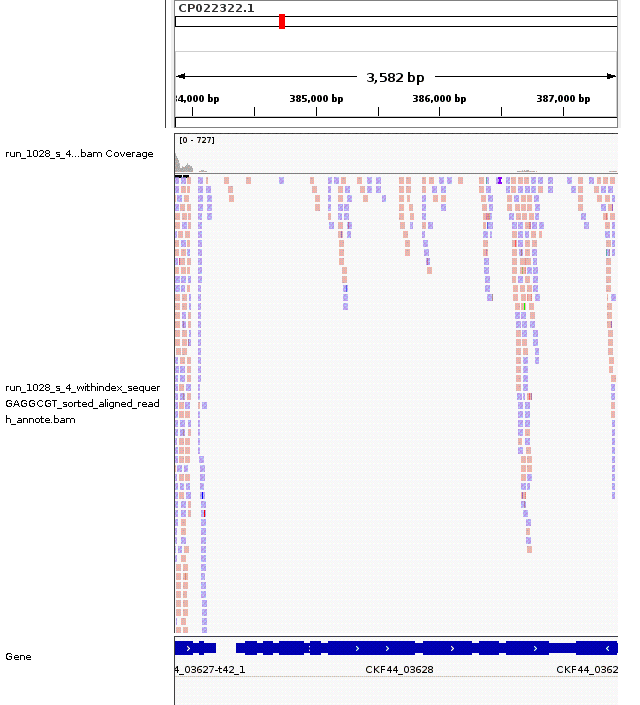 CP022322.1
3,582 bp
4,000 bp
385,000 bp
386,000 bp
387,000 bp
[0 - 727]
run_1028_s_4...bam Coverage
run_1028_s_4_withindex_sequer
GAGGCGT_sorted_aligned_read
h_annote.bam
Gene
4_03627-t42_1
CKF44_03628
CKF44_0362